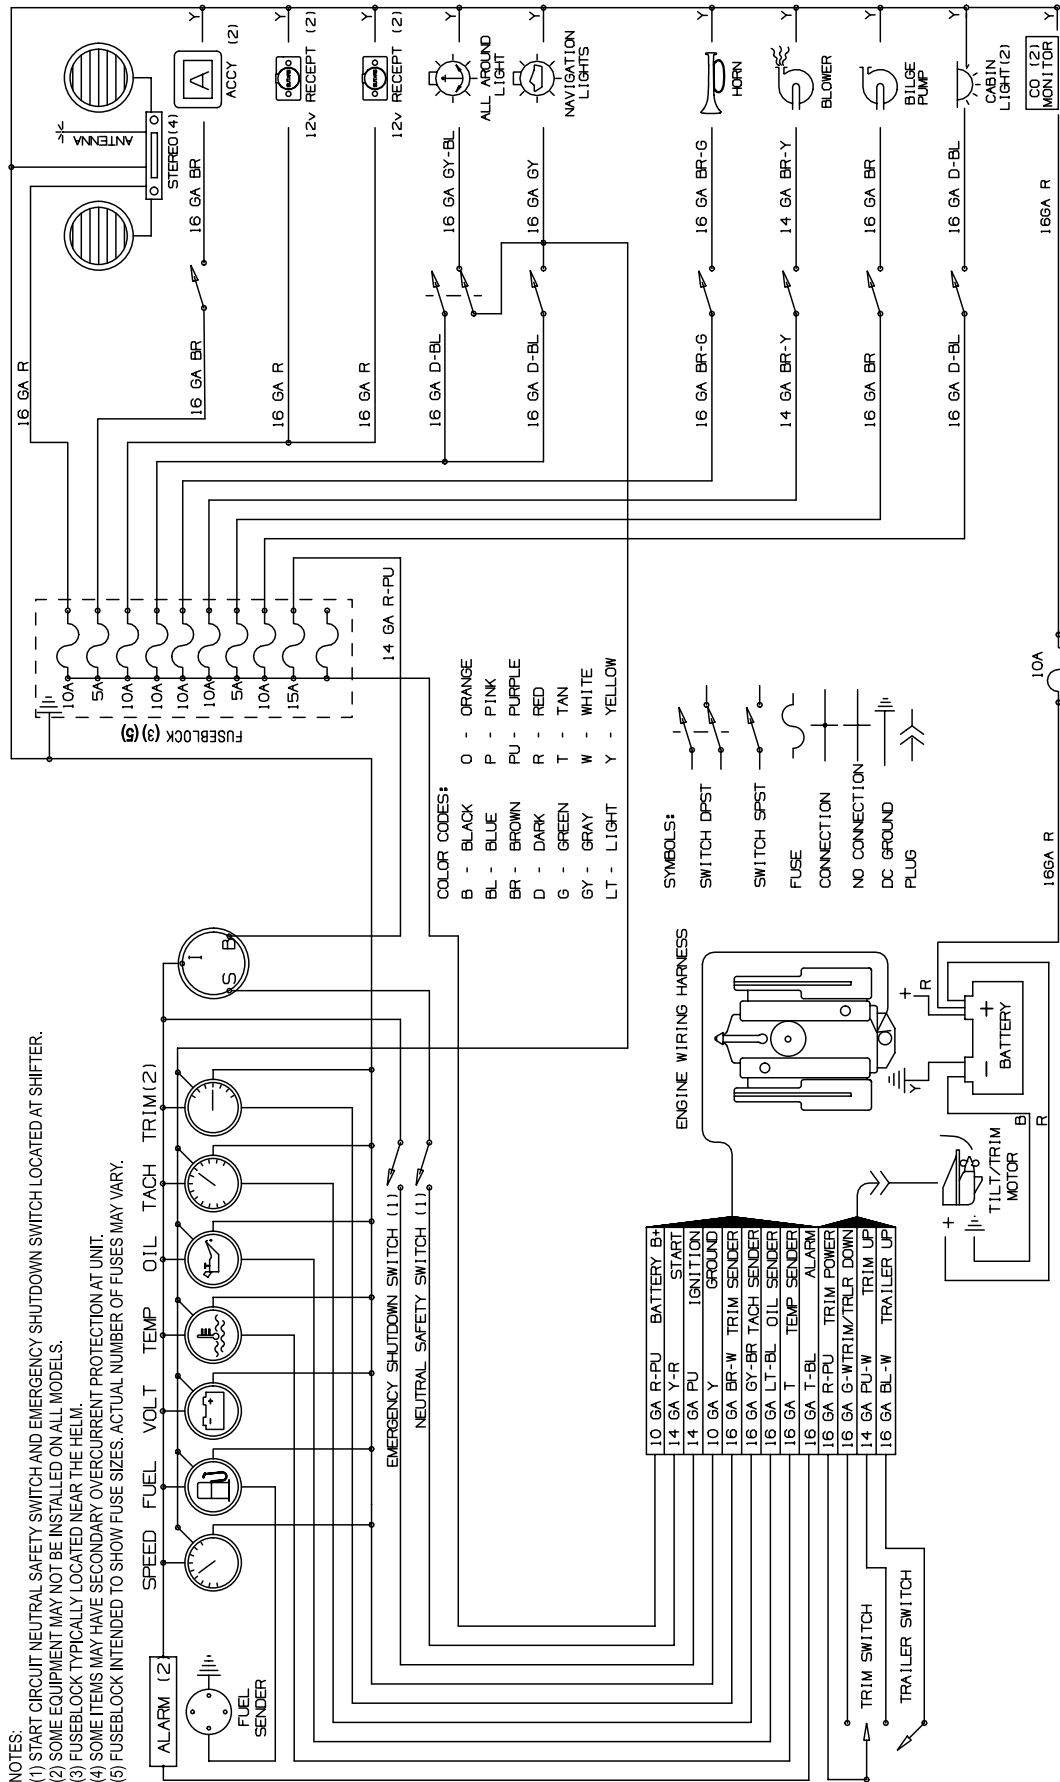 NOTES:
(1) START CIRCUIT NEUTRAL SAFETY SWITCH AND EMERGENCY SHUTDOWN SWITCH LOCATED AT SHIFTER.
(2) SOME EQUIPMENT MAY NOT BE INSTALLED ON ALL MODELS.
(3) FUSEBLOCK TYPICALLY LOCATED NEAR THE HELM.
(4) SOME ITEMS MAY HAVE SECONDARY OVERCURRENT PROTECTION AT UNIT.
(5) FUSEBLOCK INTENDED TO SHOW FUSE SIZES. ACTUAL NUMBER OF FUSES MAY VARY.
ALARM (2)
SPEED
FUEL
VOLT
TEMP
OIL
TACH
TRIM(2)
FUEL
SENDER
I
S
B
EMERGENCY SHUTDOWN SWITCH (1)
NEUTRAL SAFETY SWITCH (1)
FUSEBLOCK (3)(5)
10A
5A
10A
10A
10A
10A
5A
10A
15A
14 GA R-PU
16 GA R
ANTENNA
STEREO(4)
16 GA BR
16 GA BR
A
ACCY (2)
Y
16 GA R
12v RECEPT (2)
Y
16 GA R
12v RECEPT (2)
Y
16 GA D-BL
16 GA GY-BL
ALL AROUND
LIGHT
Y
16 GA D-BL
16 GA GY
NAVIGATION
LIGHTS
Y
16 GA BR-G
16 GA BR-G
HORN
Y
14 GA BR-Y
14 GA BR-Y
BLOWER
Y
16 GA BR
16 GA BR
BILGE
PUMP
Y
16 GA D-BL
16 GA D-BL
CABIN
LIGHT(2)
Y
16GA R
10A
16GA R
CO (2)
MONITOR
Y
COLOR CODES:
B - BLACK O - ORANGE
BL - BLUE P - PINK
BR - BROWN PU - PURPLE
D - DARK R - RED
G - GREEN T - TAN
GY - GRAY W - WHITE
LT - LIGHT Y - YELLOW
SYMBOLS:
SWITCH DPST
SWITCH SPST
FUSE
CONNECTION
NO CONNECTION
DC GROUND
PLUG
ENGINE WIRING HARNESS
10 GA R-PU BATTERY B+
14 GA Y-R START
14 GA PU IGNITION
10 GA Y GROUND
16 GA BR-W TRIM SENDER
16 GA GY-BR TACH SENDER
16 GA LT-BL OIL SENDER
16 GA T TEMP SENDER
16 GA T-BL ALARM
16 GA R-PU TRIM POWER
16 GA G-W TRIM/TRLR DOWN
14 GA PU-W TRIM UP
16 GA BL-W TRAILER UP
TRIM SWITCH
TRAILER SWITCH
TILT/TRIM
MOTOR
+
Y
+
R
- +
BATTERY
B
R